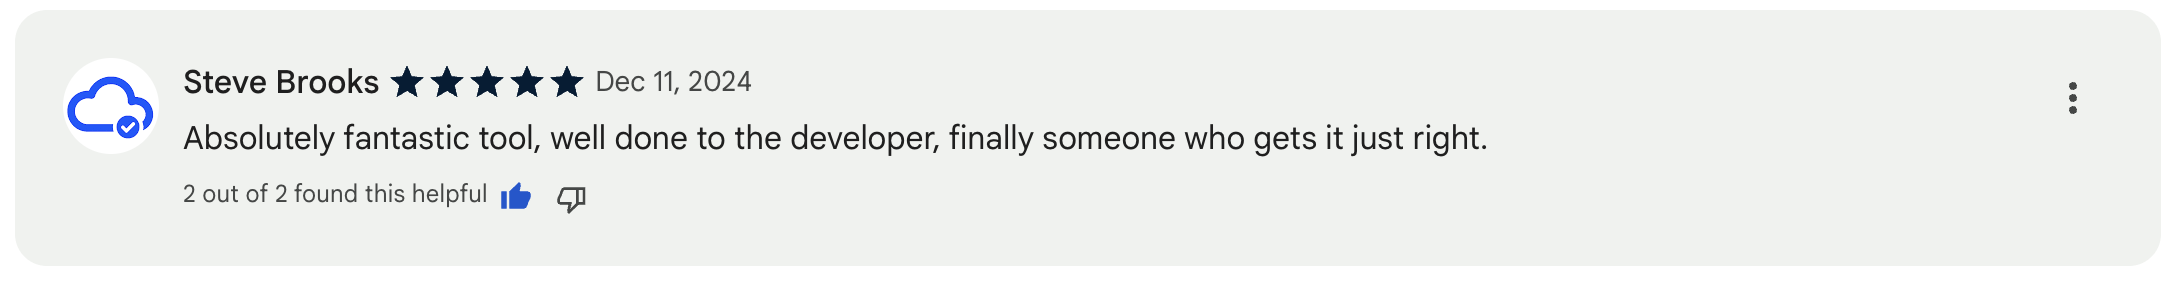 Steve Brooks Dec 11, 2024
Absolutely fantastic tool, well done to the developer, finally someone who gets it just right.
2 out of 2 found this helpful